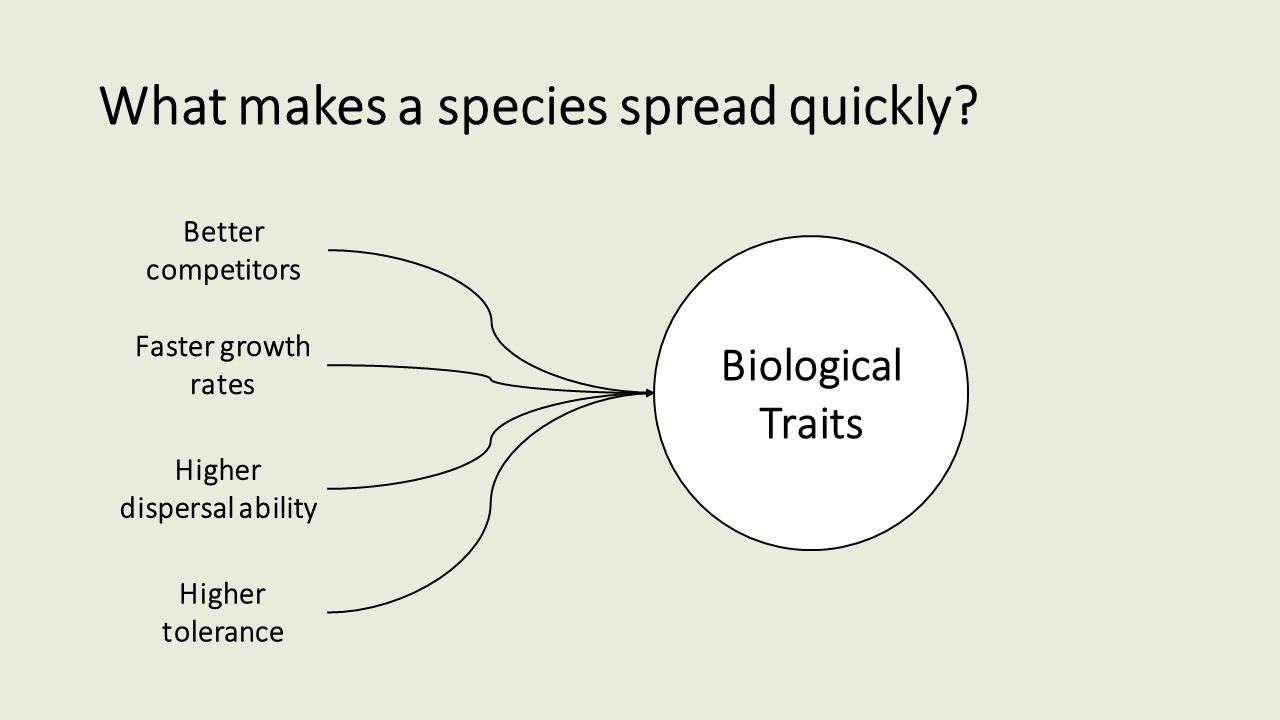 What makes a species spread quickly?
Better
competitors
Faster growth
rates
Higher
dispersal ability
Higher
tolerance
Biological
Traits